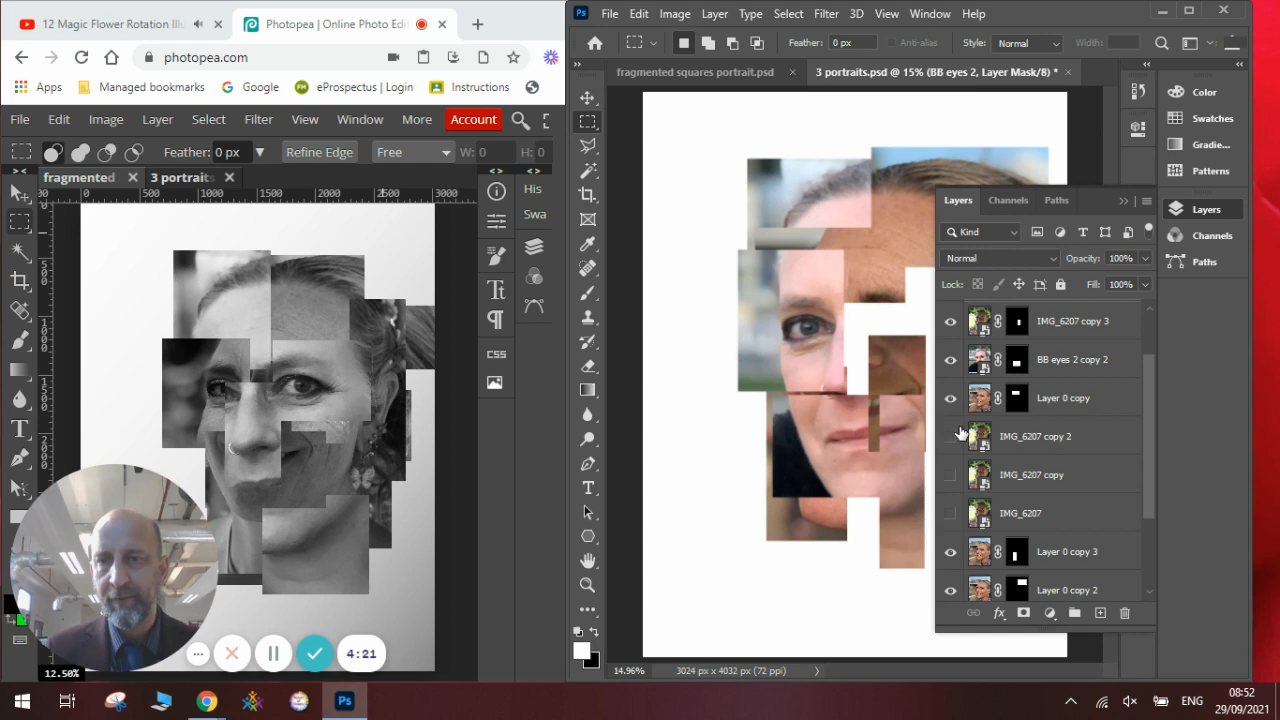 12 Magic Flower Rotation Illu
Photopea | Online Photo Edi
photopea.com
Apps
Managed bookmarks
Google
eProspectus | Login
Instructions
File
Edit
Image
Layer
Select
Filter
View
Window
More
Account
Feather: 0 px
Refine Edge
Free
W: 0
H: 0
fragmented
3 portraits
His
Swa
0
500
1000
1500
2000
2500
3000
CSS
12.50%
4:21
Ps
File
Edit
Image
Layer
Type
Select
Filter
3D
View
Window
Help
Feather: 0 px
Anti-alias
Style: Normal
Width:
fragmented squares portrait.psd
3 portraits.psd @ 15% (BB eyes 2, Layer Mask/8) *
Color
Swatches
Gradie...
Patterns
Layers
Channels
Paths
Layers
Channels
Paths
Kind
Normal
Opacity: 100%
Lock:
Fill: 100%
IMG_6207 copy 3
BB eyes 2 copy 2
Layer 0 copy
IMG_6207 copy 2
IMG_6207 copy
IMG_6207
Layer 0 copy 3
Layer 0 copy 2
14.96%
3024 px x 4032 px (72 ppi)
Ps
ENG
08:52
29/09/2021